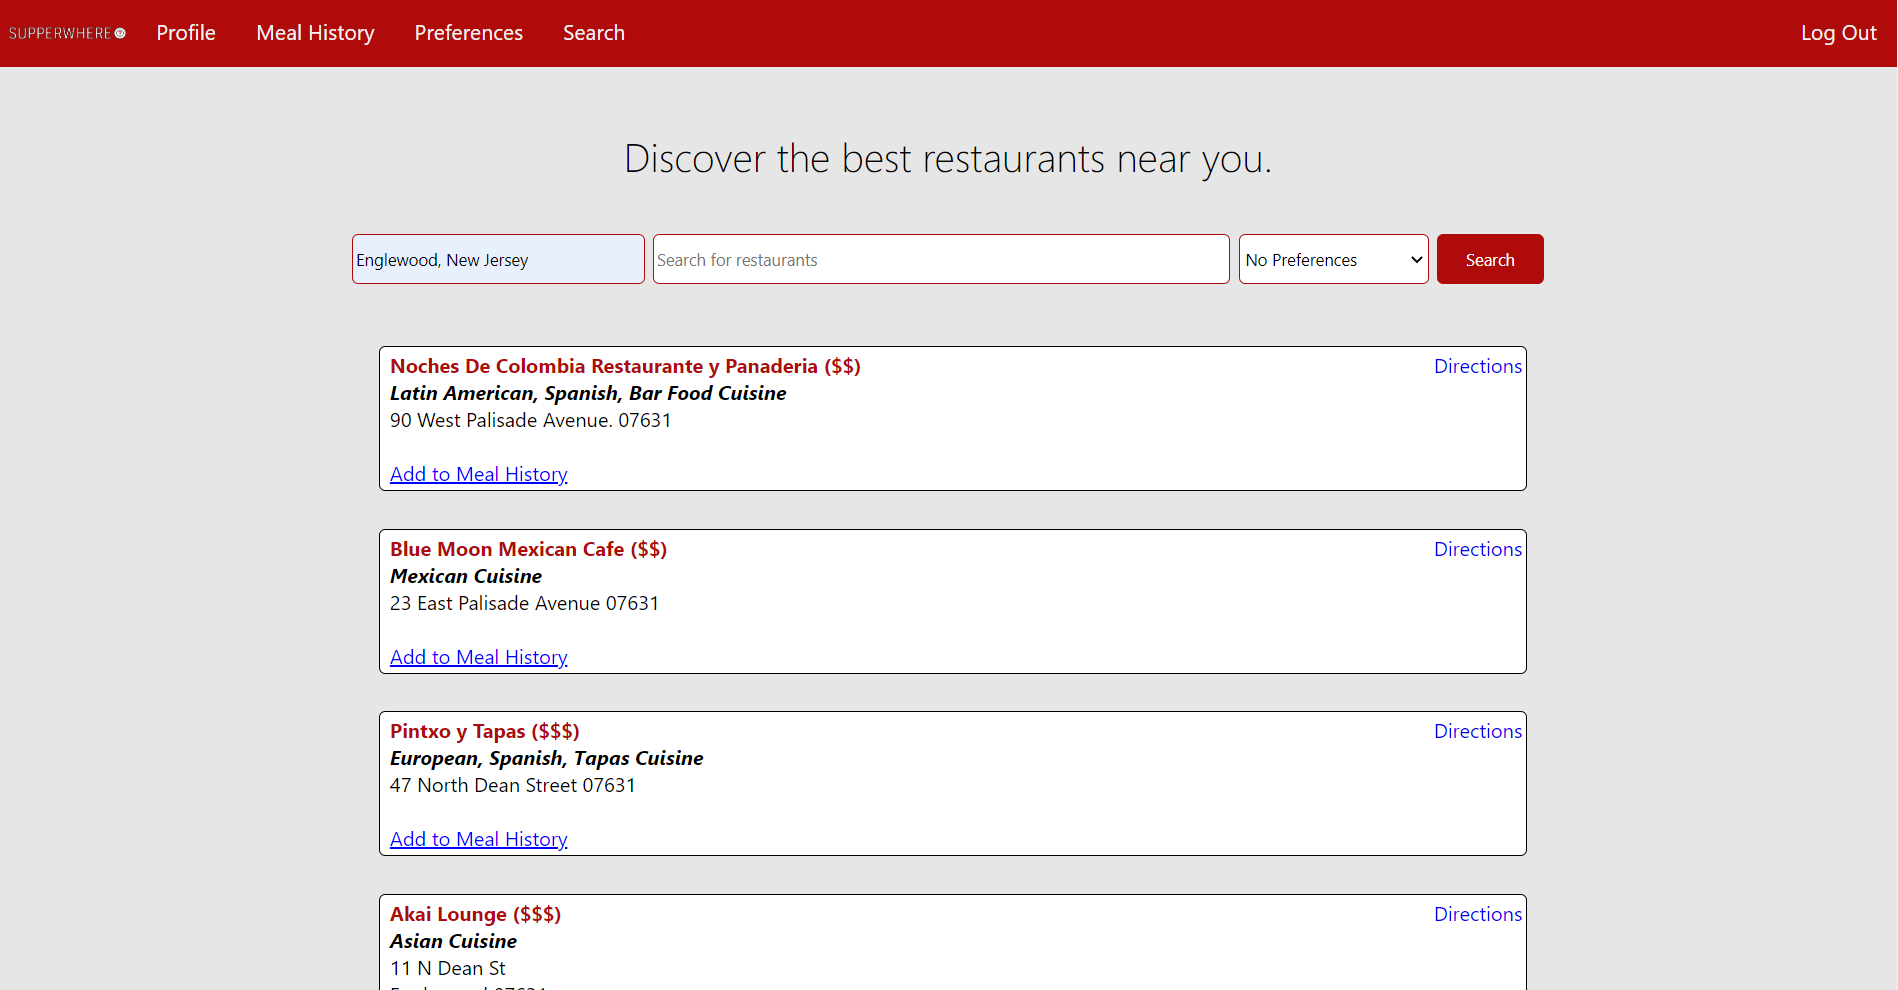 SUPPERWHERE Profile Meal History Preferences Search Log Out
Discover the best restaurants near you.
Englewood, New Jersey Search for restaurants No Preferences Search
Noches De Colombia Restaurante y Panaderia ($$) Directions
Latin American, Spanish, Bar Food Cuisine
90 West Palisade Avenue. 07631
Add to Meal History
Blue Moon Mexican Cafe ($$) Directions
Mexican Cuisine
23 East Palisade Avenue 07631
Add to Meal History
Pintxo y Tapas ($$$) Directions
European, Spanish, Tapas Cuisine
47 North Dean Street 07631
Add to Meal History
Akai Lounge ($$$) Directions
Asian Cuisine
11 N Dean St